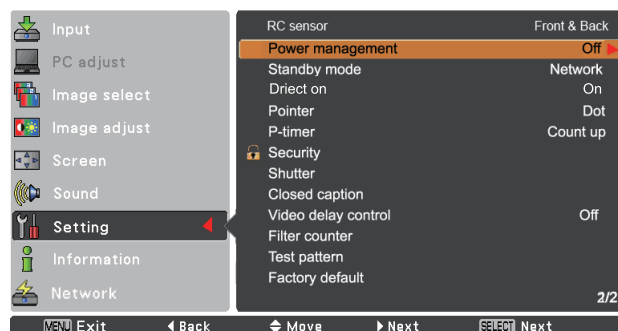 Input
PC adjust
Image select
Image adjust
Screen
Sound
Setting
Information
Network
RC sensor Front & Back
Power management Off
Standby mode Network
Driect on On
Pointer Dot
P-timer Count up
Security
Shutter
Closed caption
Video delay control Off
Filter counter
Test pattern
Factory default
2/2
MENU Exit Back Move Next SELECT Next